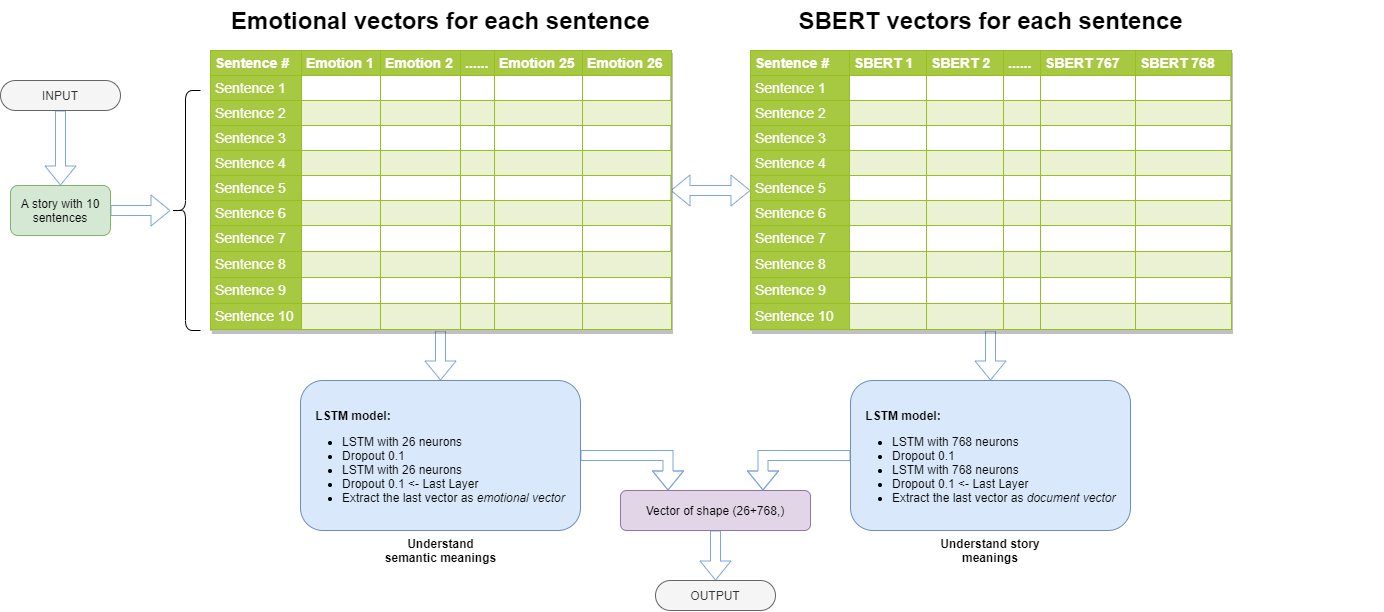 Emotional vectors for each sentence
SBERT vectors for each sentence
INPUT
A story with 10
sentences
Sentence # Emotion 1 Emotion 2 ...... Emotion 25 Emotion 26
Sentence 1
Sentence 2
Sentence 3
Sentence 4
Sentence 5
Sentence 6
Sentence 7
Sentence 8
Sentence 9
Sentence 10
Sentence # SBERT 1 SBERT 2 ...... SBERT 767 SBERT 768
Sentence 1
Sentence 2
Sentence 3
Sentence 4
Sentence 5
Sentence 6
Sentence 7
Sentence 8
Sentence 9
Sentence 10
LSTM model:
• LSTM with 26 neurons
• Dropout 0.1
• LSTM with 26 neurons
• Dropout 0.1 <- Last Layer
• Extract the last vector as emotional vector
Understand
semantic meanings
LSTM model:
• LSTM with 768 neurons
• Dropout 0.1
• LSTM with 768 neurons
• Dropout 0.1 <- Last Layer
• Extract the last vector as document vector
Understand story
meanings
Vector of shape (26+768,)
OUTPUT